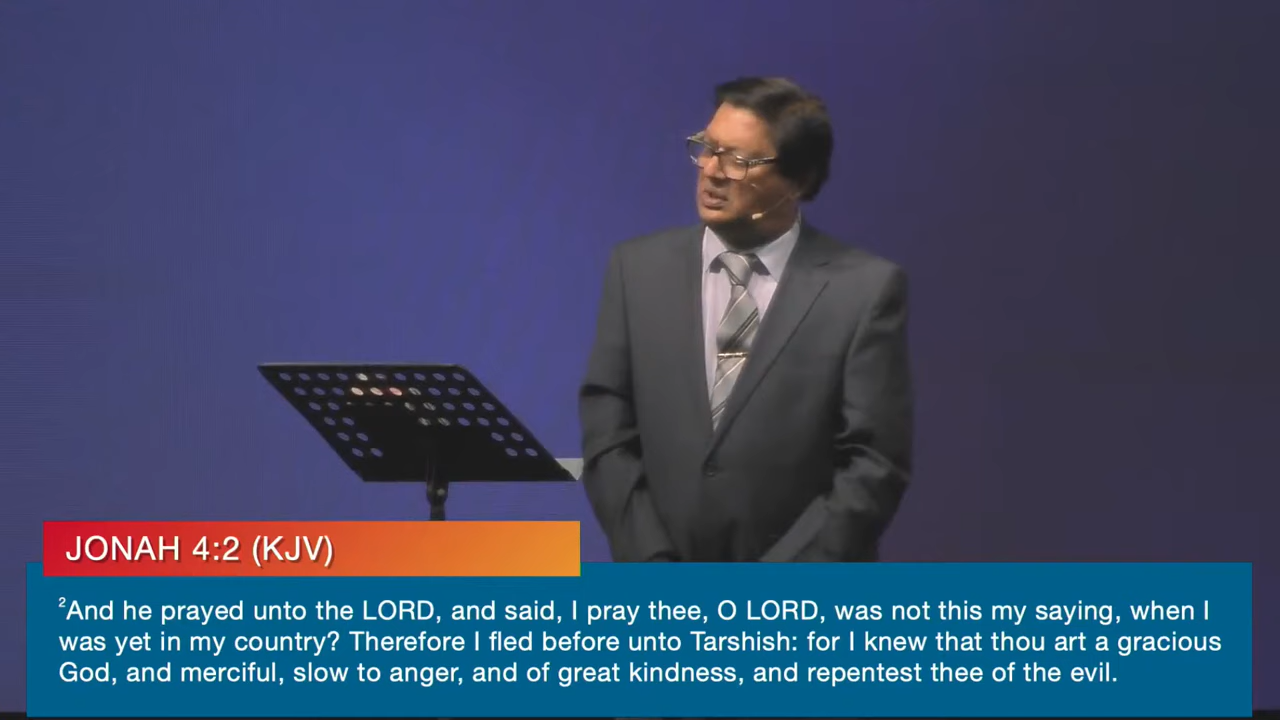 JONAH 4:2 (KJV)
²And he prayed unto the LORD, and said, I pray thee, O LORD, was not this my saying, when I
was yet in my country? Therefore I fled before unto Tarshish: for I knew that thou art a gracious
God, and merciful, slow to anger, and of great kindness, and repentest thee of the evil.